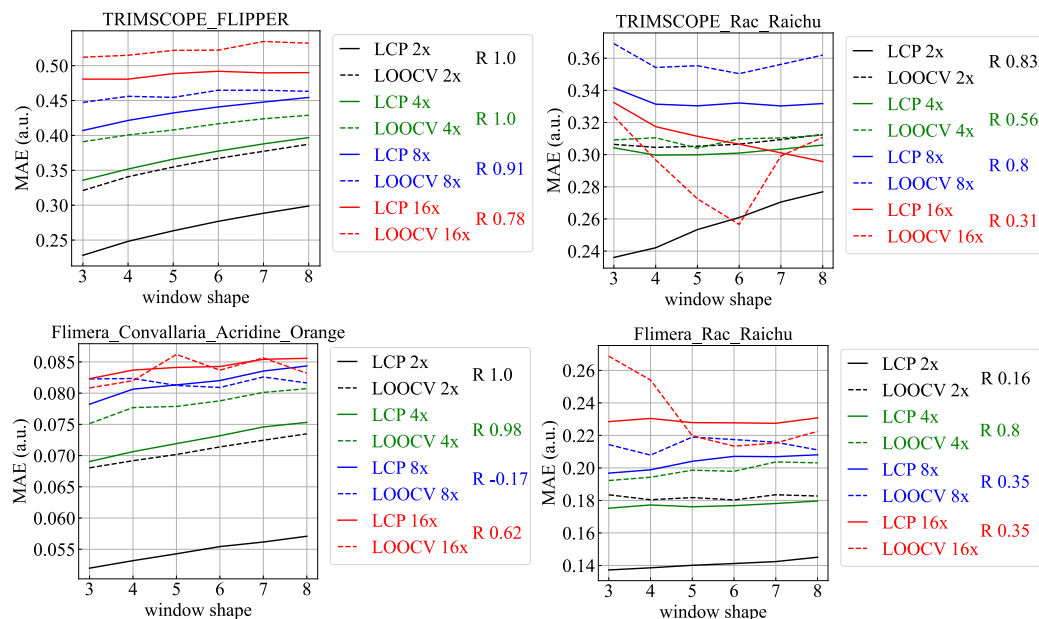 TRIMSCOPE_FLIPPER
MAE (a.u.)
0.50
0.45
0.40
0.35
0.30
0.25
3 4 5 6 7 8
window shape
LCP 2x
LOOCV 2x
R 1.0
LCP 4x
LOOCV 4x
R 1.0
LCP 8x
LOOCV 8x
R 0.91
LCP 16x
LOOCV 16x
R 0.78
TRIMSCOPE_Rac_Raichu
MAE (a.u.)
0.36
0.34
0.32
0.30
0.28
0.26
0.24
3 4 5 6 7 8
window shape
LCP 2x
LOOCV 2x
R 0.83
LCP 4x
LOOCV 4x
R 0.56
LCP 8x
LOOCV 8x
R 0.8
LCP 16x
LOOCV 16x
R 0.31
Flimera_Convallaria_Acridine_Orange
MAE (a.u.)
0.085
0.080
0.075
0.070
0.065
0.060
0.055
3 4 5 6 7 8
window shape
LCP 2x
LOOCV 2x
R 1.0
LCP 4x
LOOCV 4x
R 0.98
LCP 8x
LOOCV 8x
R -0.17
LCP 16x
LOOCV 16x
R 0.62
Flimera_Rac_Raichu
MAE (a.u.)
0.26
0.24
0.22
0.20
0.18
0.16
0.14
3 4 5 6 7 8
window shape
LCP 2x
LOOCV 2x
R 0.16
LCP 4x
LOOCV 4x
R 0.8
LCP 8x
LOOCV 8x
R 0.35
LCP 16x
LOOCV 16x
R 0.35